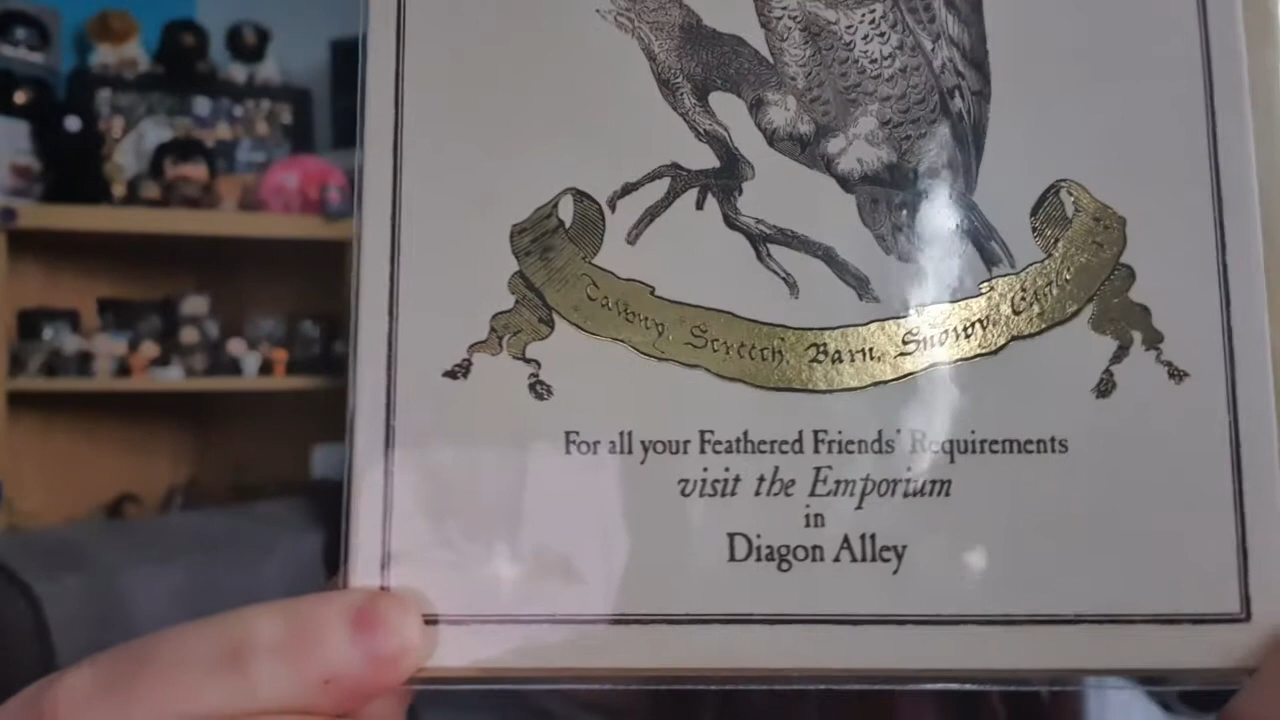 Tawny, Screech, Barn, Snowy, Eagle
For all your Feathered Friends' Requirements
visit the Emporium
in
Diagon Alley